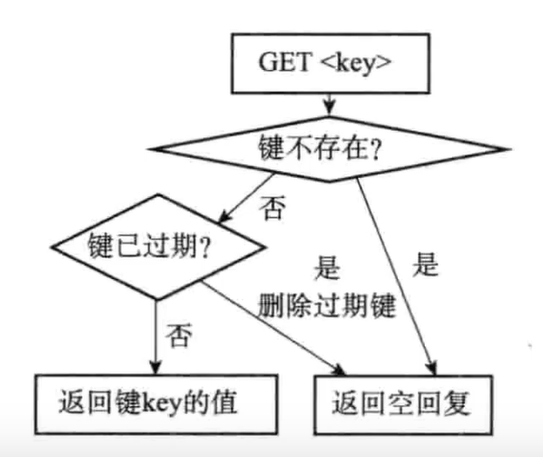 GET <key>
键不存在?
否
键已过期?
是
是
删除过期键
否
返回键key的值
返回空回复